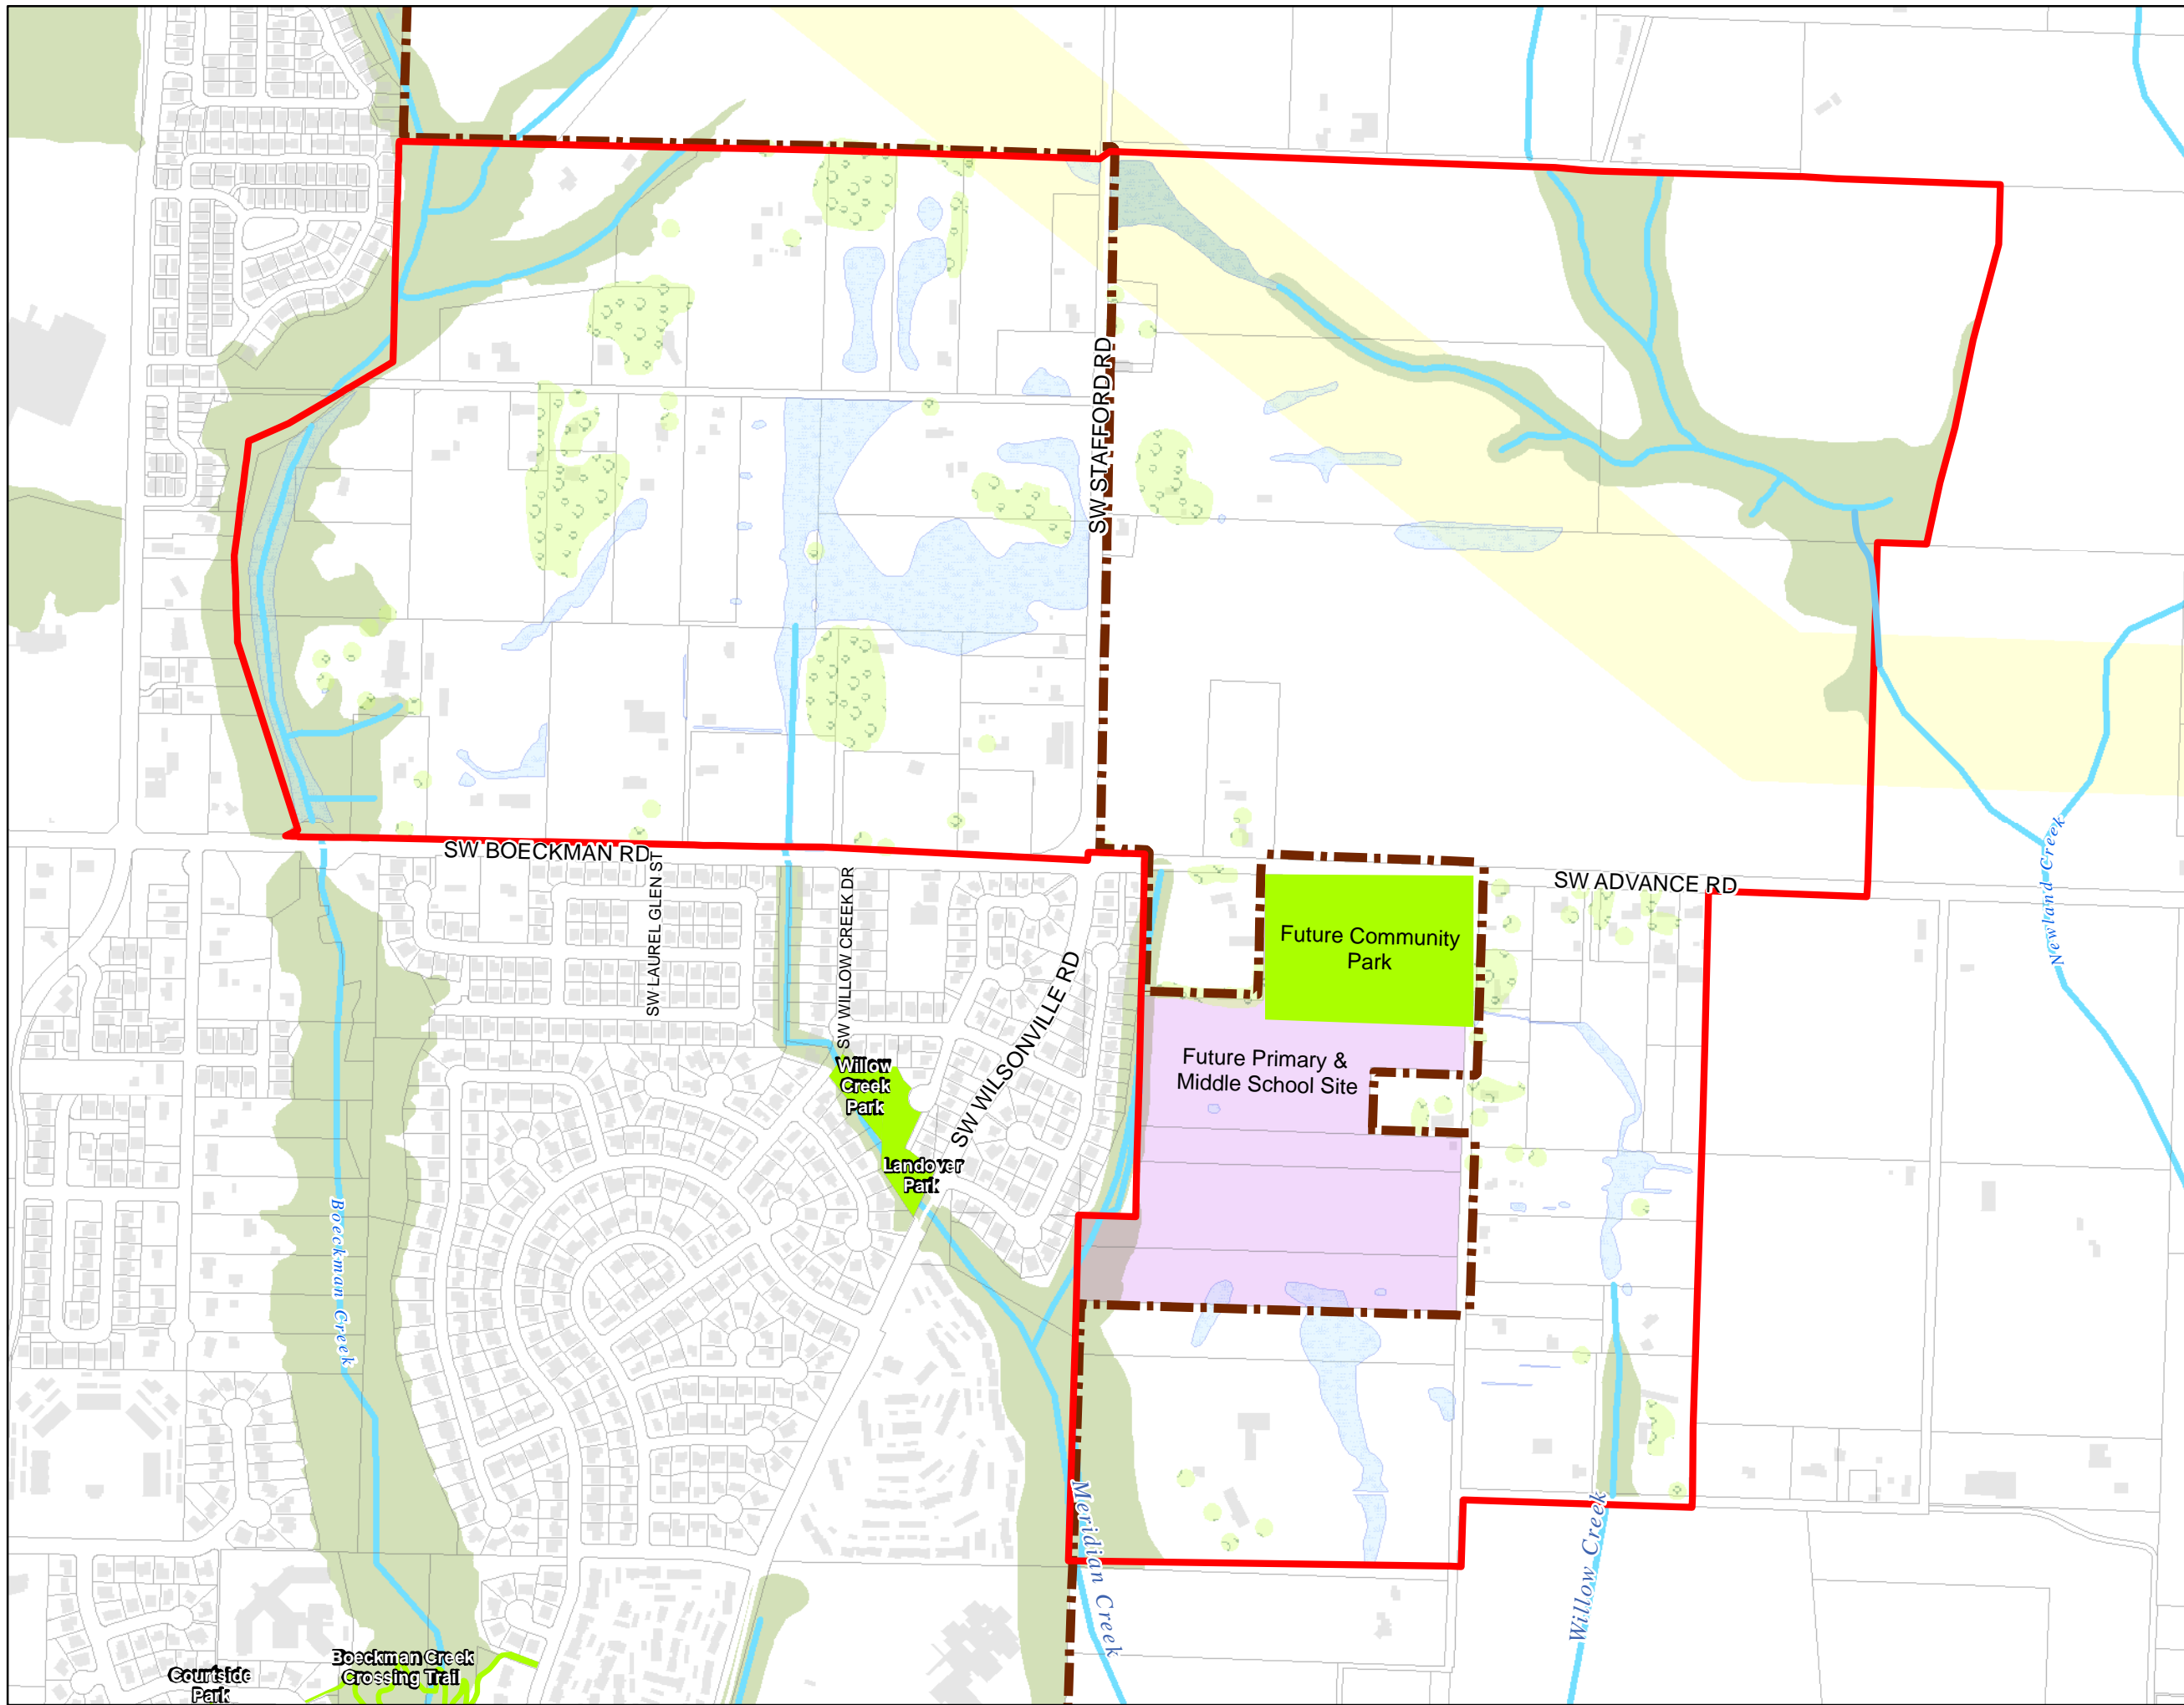 SW STAFFORD RD
SW BOECKMAN RD
SW LAUREL GLEN ST
SW WILLOW CREEK DR
SW WILSONVILLE RD
SW ADVANCE RD
Newland Creek
Future Community
Park
Future Primary &
Middle School Site
Willow
Creek
Park
Landover
Park
Boeckman Creek
Meridian Creek
Willow Creek
Boeckman Creek
Crossing Trail
Courtside
Park